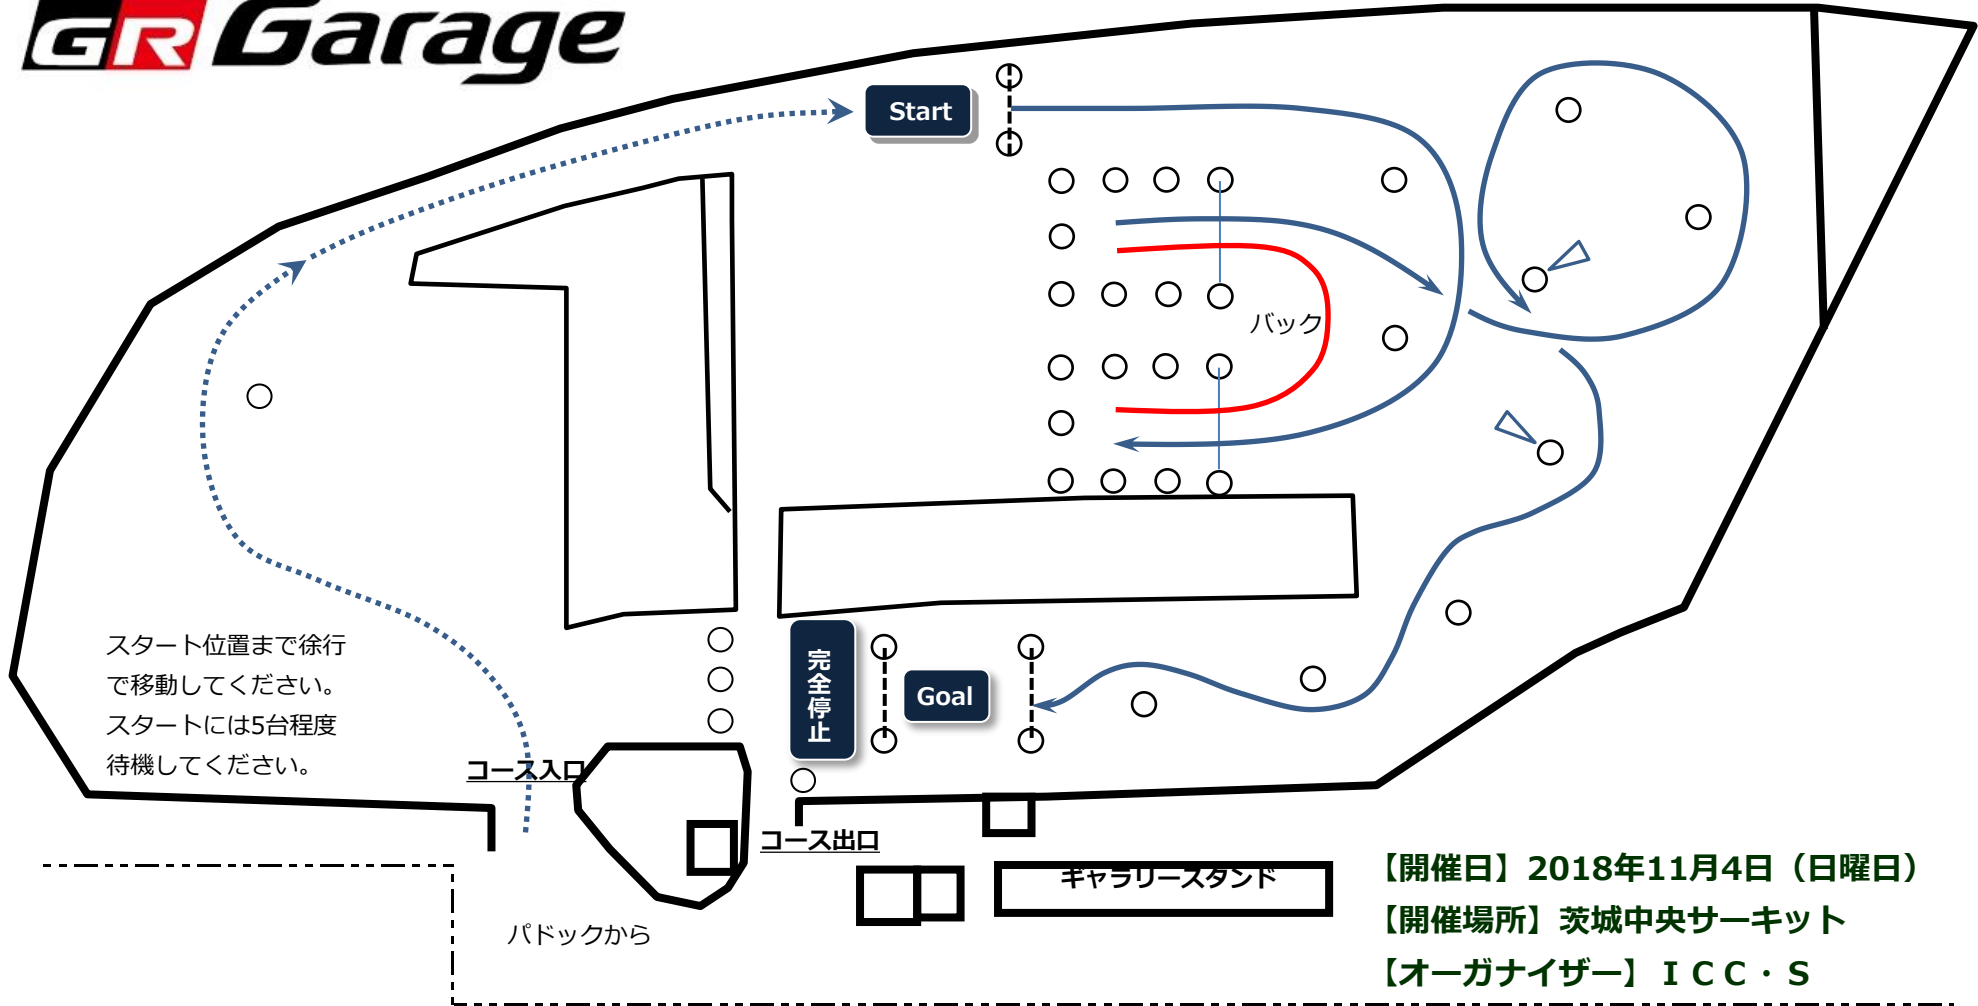 GR Garage
Start
バック
スタート位置まで徐行
で移動してください。
スタートには5台程度
待機してください。
完全停止
Goal
コース入口
コース出口
ギャラリースタンド
パドックから
【開催日】2018年11月4日（日曜日）
【開催場所】茨城中央サーキット
【オーガナイザー】ＩＣＣ・Ｓ